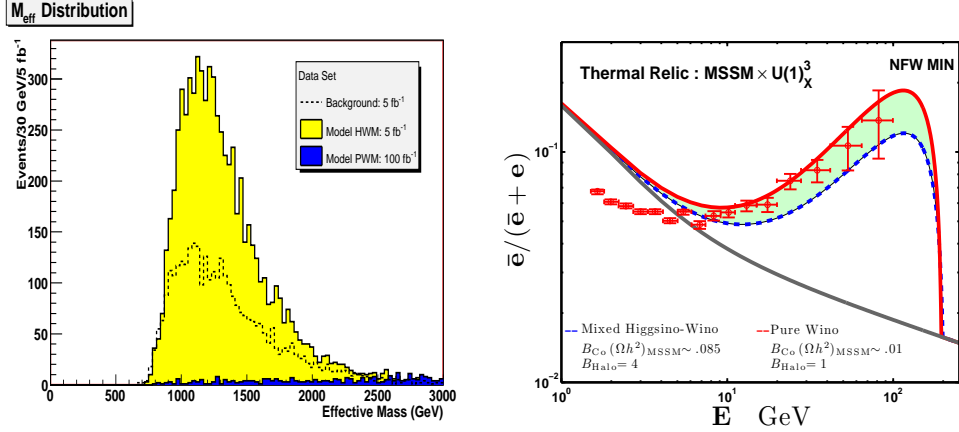 M_eff Distribution
Events/30 GeV/5 fb⁻¹
300
250
200
150
100
50
0
Data Set
Background: 5 fb⁻¹
Model HWM: 5 fb⁻¹
Model PWM: 100 fb⁻¹
0 500 1000 1500 2000 2500 3000
Effective Mass (GeV)
Thermal Relic : MSSM × U(1)³_X
NFW MIN
ē/(ē + e)
10⁻¹
10⁻²
Mixed Higgsino-Wino
B_Co (Ωh²)_MSSM ∼ .085
B_Halo = 4
Pure Wino
B_Co (Ωh²)_MSSM ∼ .01
B_Halo = 1
10⁰ 10¹ 10²
E GeV